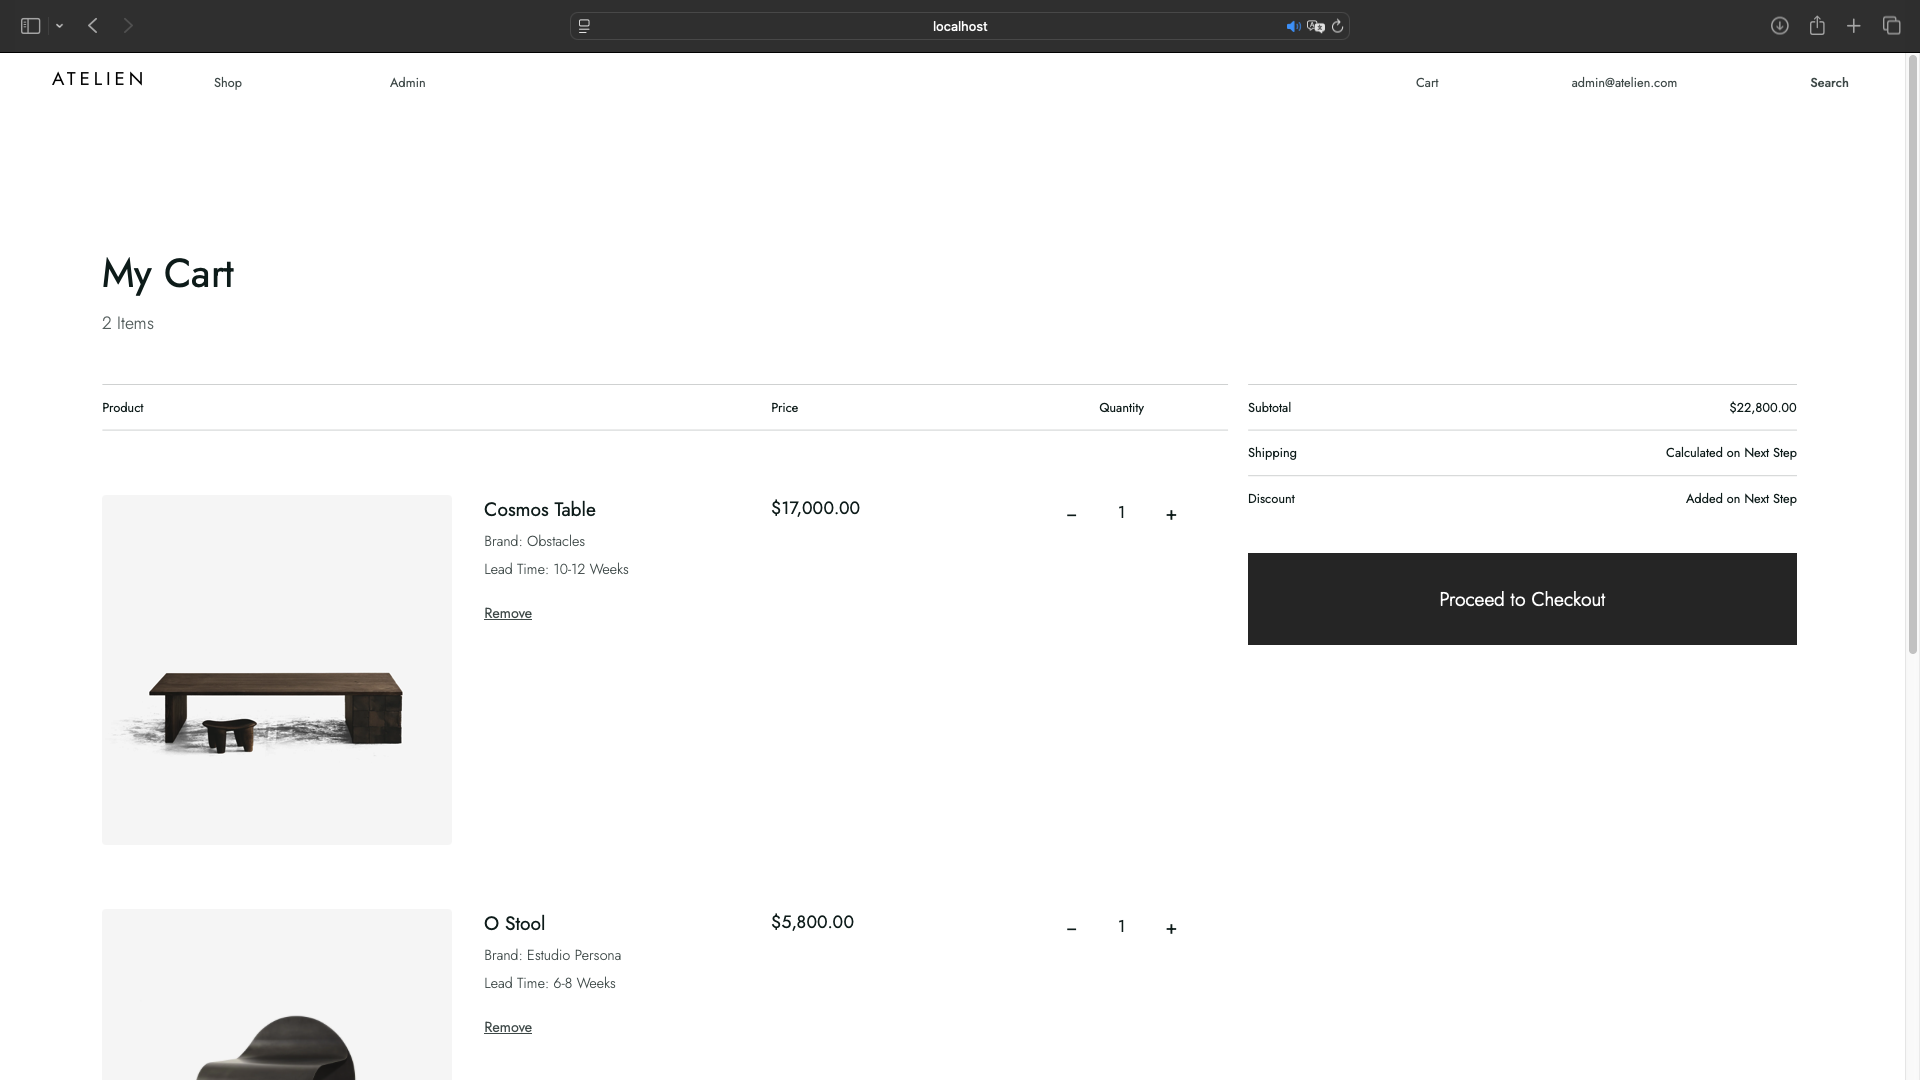 localhost
ATELIEN
Shop
Admin
Cart
admin@atelien.com
Search
My Cart
2 Items
Product
Price
Quantity
Cosmos Table
Brand: Obstacles
Lead Time: 10-12 Weeks
Remove
$17,000.00
– 1 +
O Stool
Brand: Estudio Persona
Lead Time: 6-8 Weeks
Remove
$5,800.00
– 1 +
Subtotal $22,800.00
Shipping Calculated on Next Step
Discount Added on Next Step
Proceed to Checkout